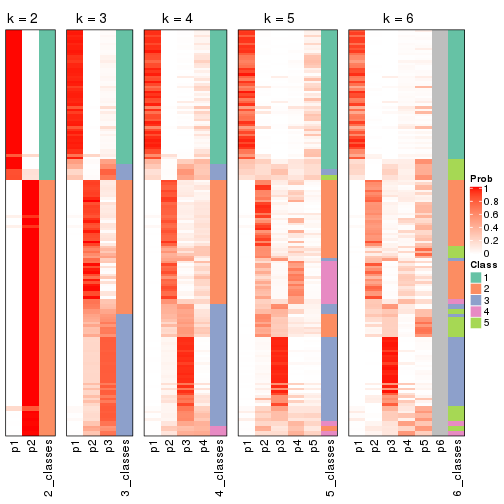 k = 2
k = 3
k = 4
k = 5
k = 6
Prob
1
0.8
0.6
0.4
0.2
0
Class
1
2
3
4
5
p1
p2
2_classes
p1
p2
p3
3_classes
p1
p2
p3
p4
4_classes
p1
p2
p3
p4
p5
5_classes
p1
p2
p3
p4
p5
p6
6_classes